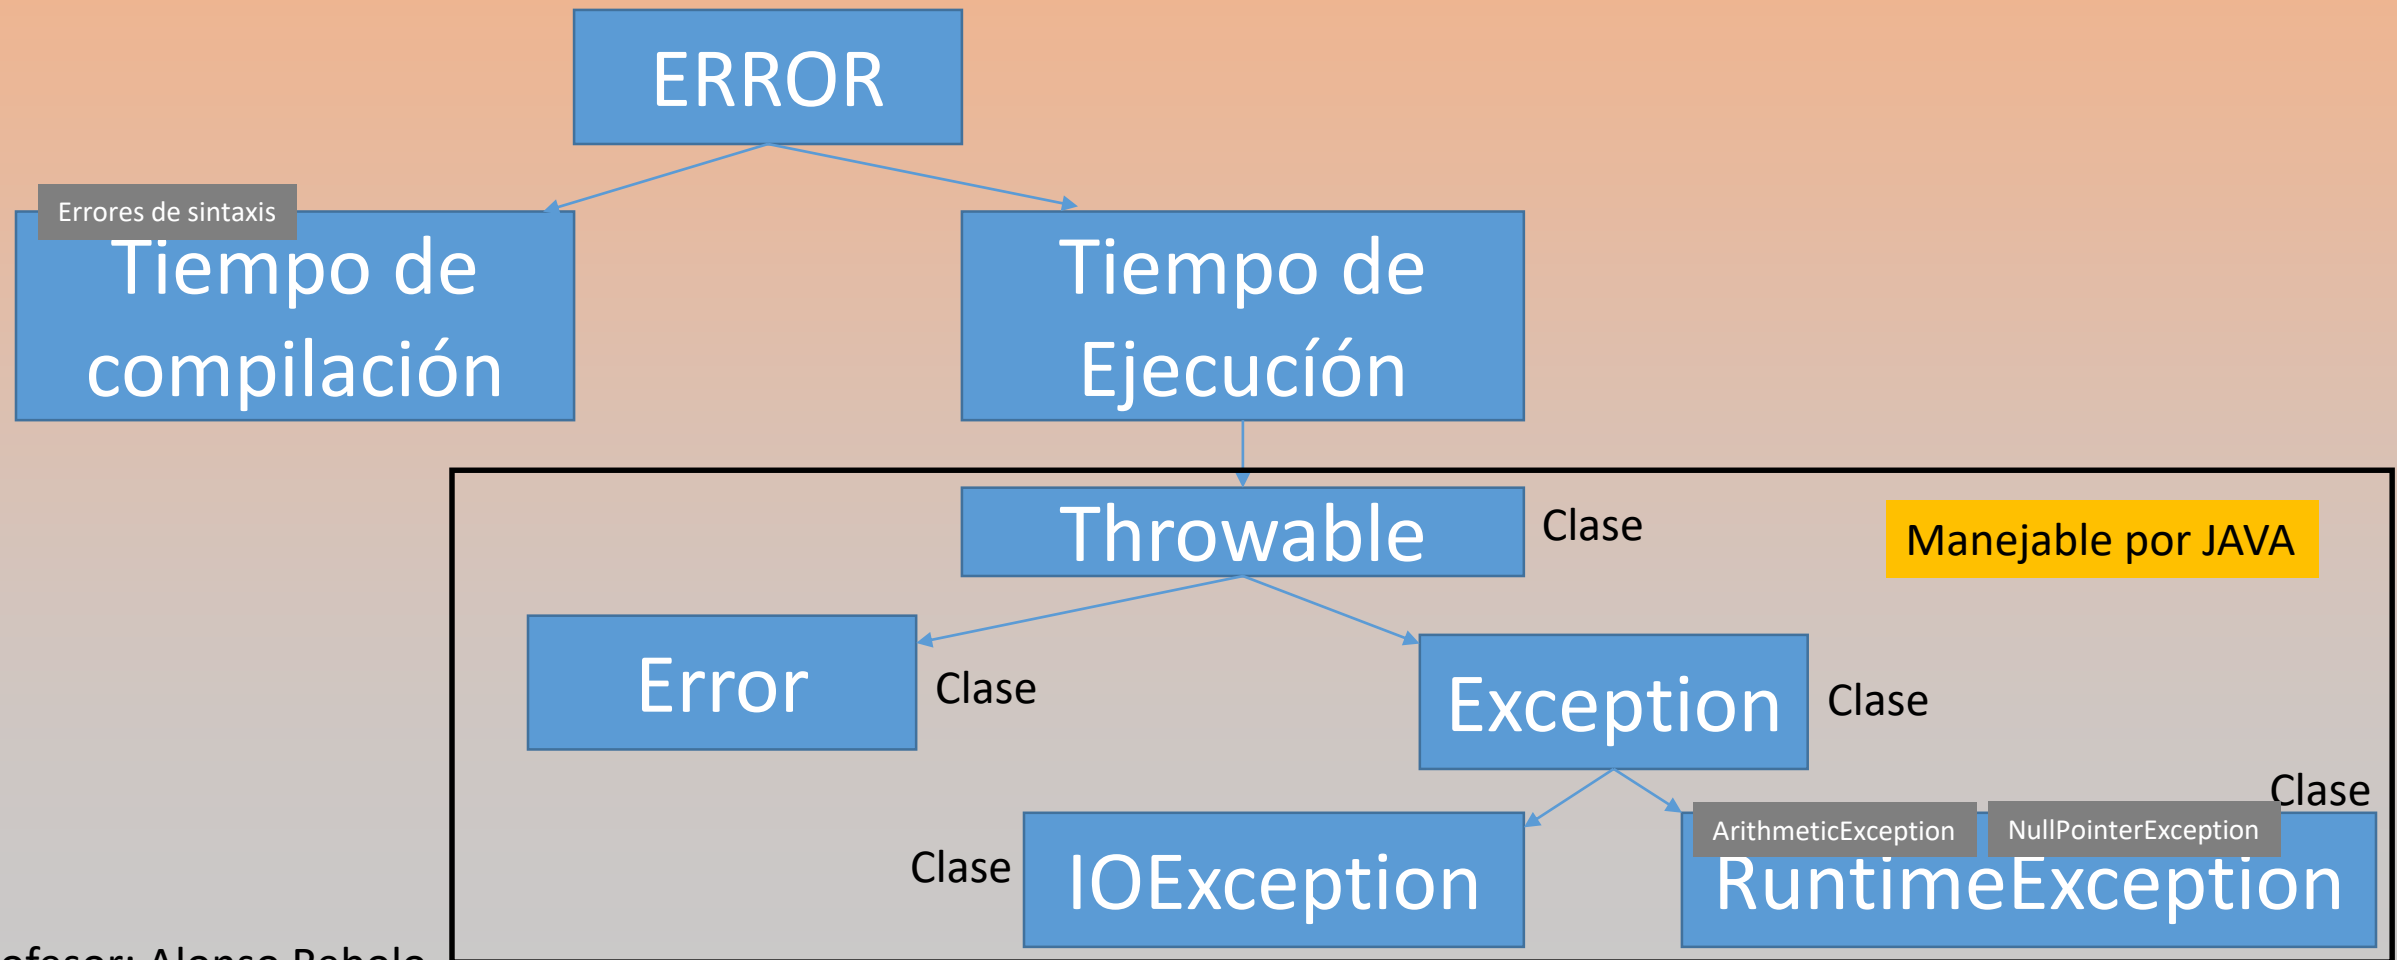 ERROR
Errores de sintaxis
Tiempo de
compilación
Tiempo de
Ejecucíón
Throwable
Clase
Manejable por JAVA
Error
Clase
Exception
Clase
Clase
ArithmeticException
NullPointerException
Clase
IOException
RuntimeException
Alonso